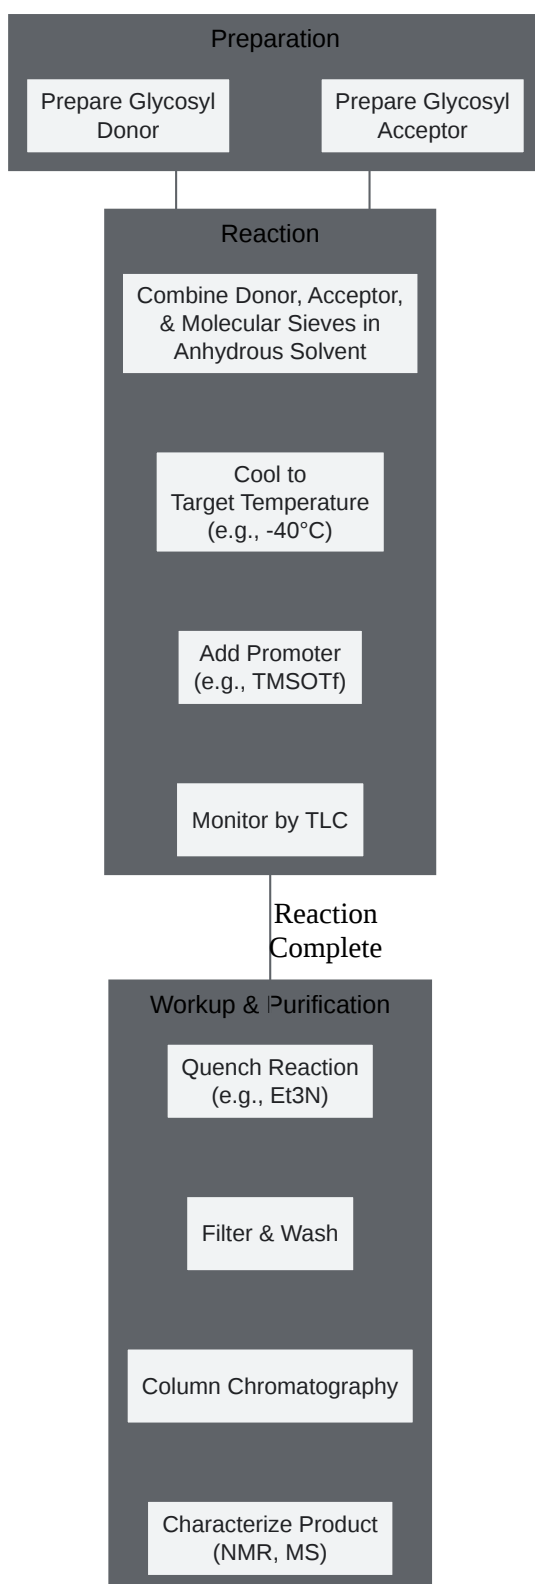 Preparation
Prepare Glycosyl
Donor
Prepare Glycosyl
Acceptor
Reaction
Combine Donor, Acceptor,
& Molecular Sieves in
Anhydrous Solvent
Cool to
Target Temperature
(e.g., -40°C)
Add Promoter
(e.g., TMSOTf)
Monitor by TLC
Reaction
Complete
Workup & Purification
Quench Reaction
(e.g., Et3N)
Filter & Wash
Column Chromatography
Characterize Product
(NMR, MS)